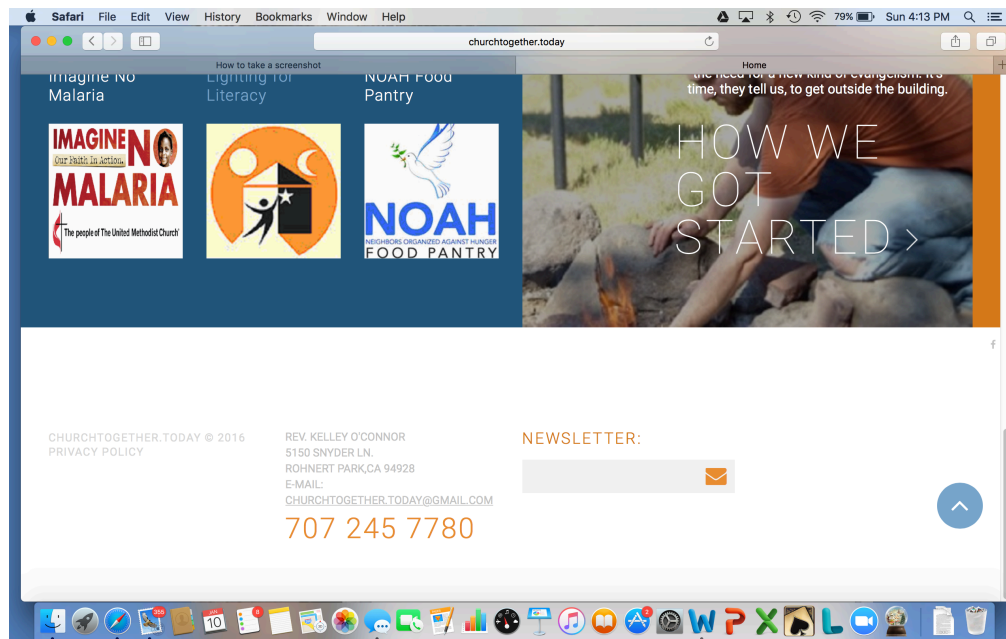 Safari File Edit View History Bookmarks Window Help 79% Sun 4:13 PM
churchtogether.today
How to take a screenshot
Home
Imagine No
Malaria
Lighting for
Literacy
NOAH Food
Pantry
IMAGINE NO
Our Faith In Action.
MALARIA
The people of The United Methodist Church
NOAH
NEIGHBORS ORGANIZED AGAINST HUNGER
FOOD PANTRY
the need for a new kind of evangelism. It's
time, they tell us, to get outside the building.
HOW WE
GOT
STARTED >
f
CHURCHTOGETHER.TODAY © 2016
PRIVACY POLICY
REV. KELLEY O'CONNOR
5150 SNYDER LN.
ROHNERT PARK,CA 94928
E-MAIL:
CHURCHTOGETHER.TODAY@GMAIL.COM
707 245 7780
NEWSLETTER:
355
JAN
10
8
2
W P X L